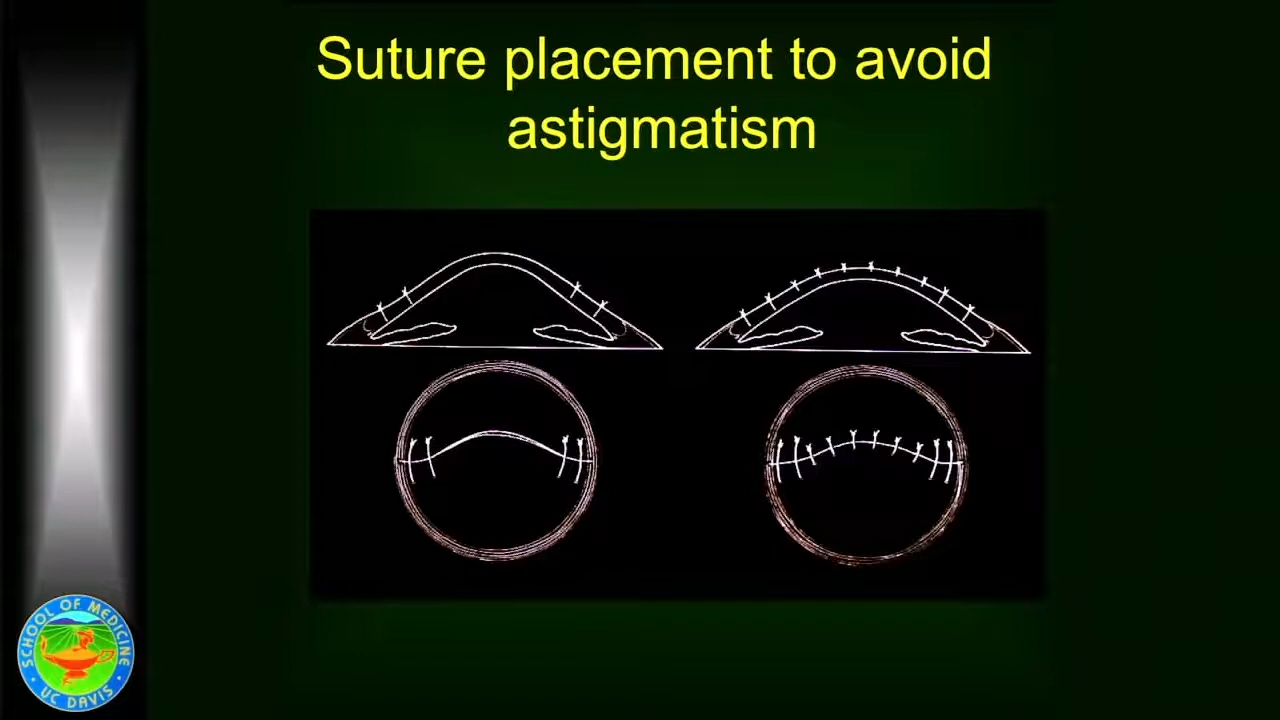 Suture placement to avoid
astigmatism
SCHOOL OF MEDICINE
UC DAVIS